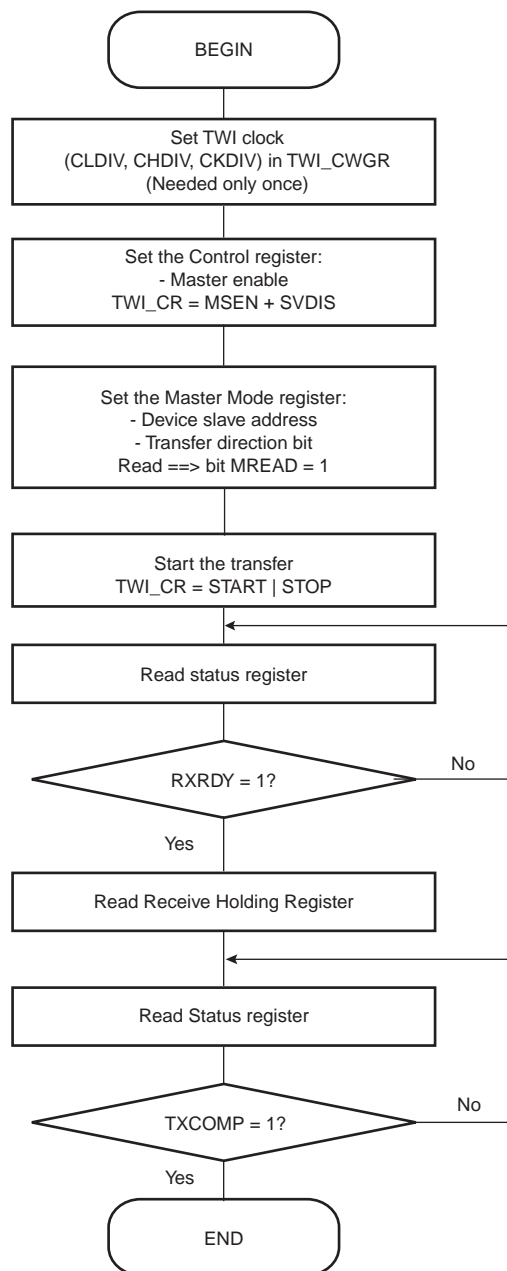 BEGIN
Set TWI clock
(CLDIV, CHDIV, CKDIV) in TWI_CWGR
(Needed only once)
Set the Control register:
- Master enable
TWI_CR = MSEN + SVDIS
Set the Master Mode register:
- Device slave address
- Transfer direction bit
Read ==> bit MREAD = 1
Start the transfer
TWI_CR = START | STOP
Read status register
RXRDY = 1?
No
Yes
Read Receive Holding Register
Read Status register
TXCOMP = 1?
No
Yes
END